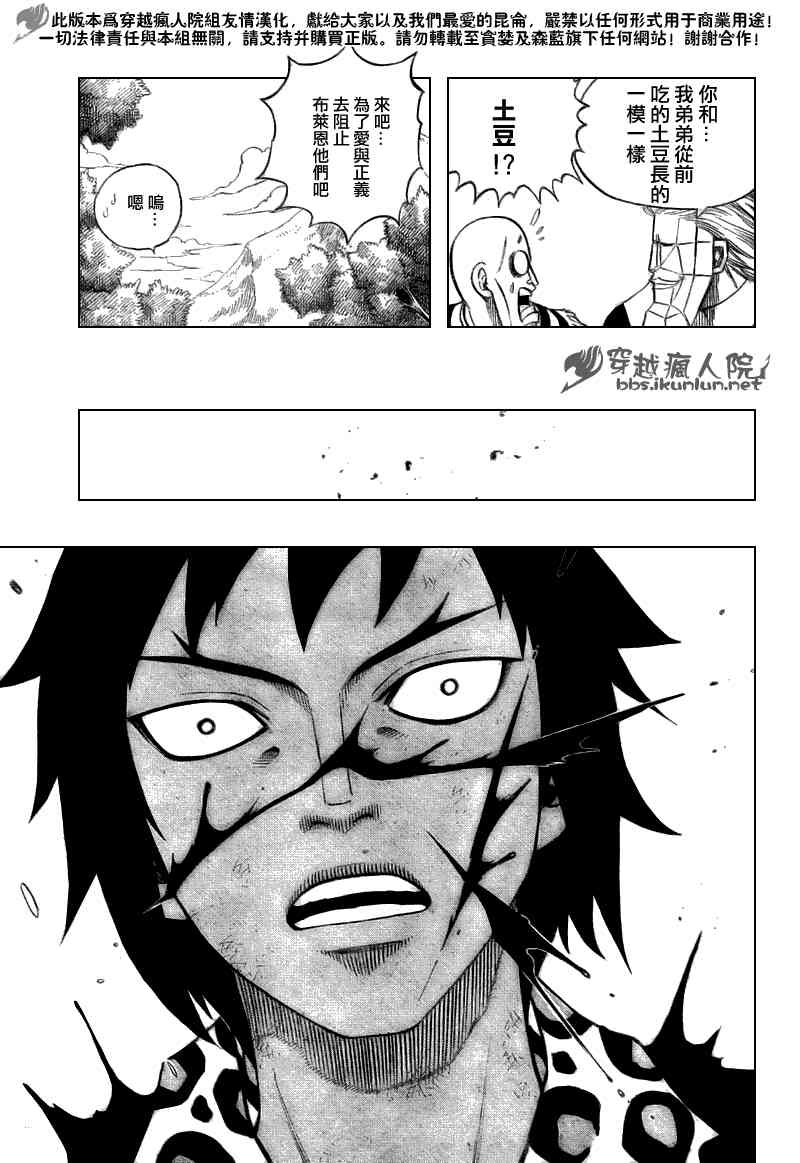 此版本爲穿越瘋人院組友情漢化，獻給大家以及我們最愛的昆侖，嚴禁以任何形式用于商業用途！
一切法律責任與本組無關，請支持并購買正版。請勿轉載至貪婪及森藍旗下任何網站！謝謝合作！
你和…
我弟弟從前
吃的土豆長的
一模一樣
土豆
!?
來吧…
為了愛與正義
去阻止
布萊恩他們吧
嗚…
嗯
穿越瘋人院
bbs.ikunlun.net